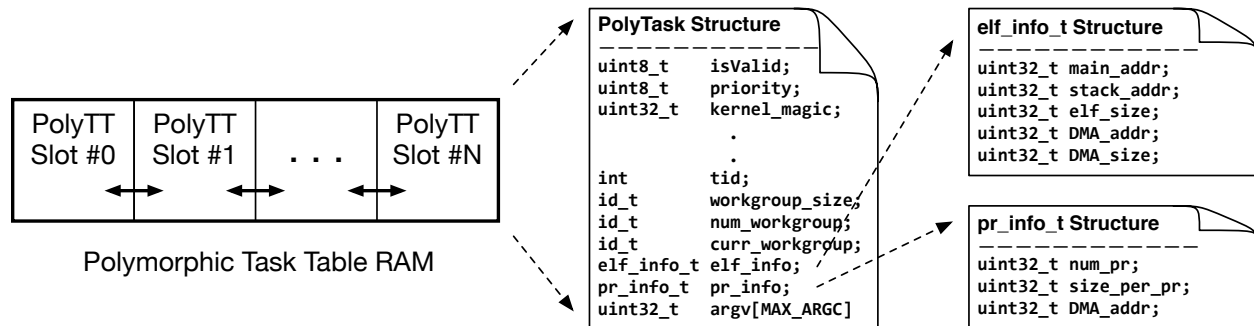 PolyTT
Slot #0
PolyTT
Slot #1
. . .
PolyTT
Slot #N
Polymorphic Task Table RAM
PolyTask Structure
uint8_t isValid;
uint8_t priority;
uint32_t kernel_magic;
.
.
int tid;
id_t workgroup_size;
id_t num_workgroup;
id_t curr_workgroup;
elf_info_t elf_info;
pr_info_t pr_info;
uint32_t argv[MAX_ARGC]
elf_info_t Structure
uint32_t main_addr;
uint32_t stack_addr;
uint32_t elf_size;
uint32_t DMA_addr;
uint32_t DMA_size;
pr_info_t Structure
uint32_t num_pr;
uint32_t size_per_pr;
uint32_t DMA_addr;